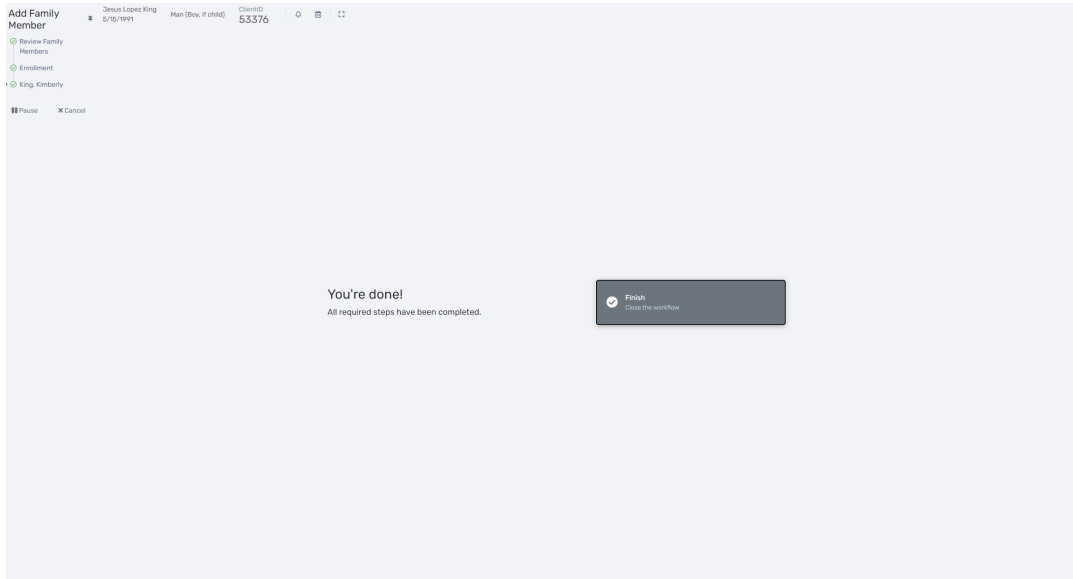 Add Family
Member
Jesus Lopez King
5/15/1991
Man (Boy, if child)
ClientID
53376
Review Family
Members
Enrollment
King, Kimberly
Pause
Cancel
You're done!
All required steps have been completed.
Finish
Close the workflow